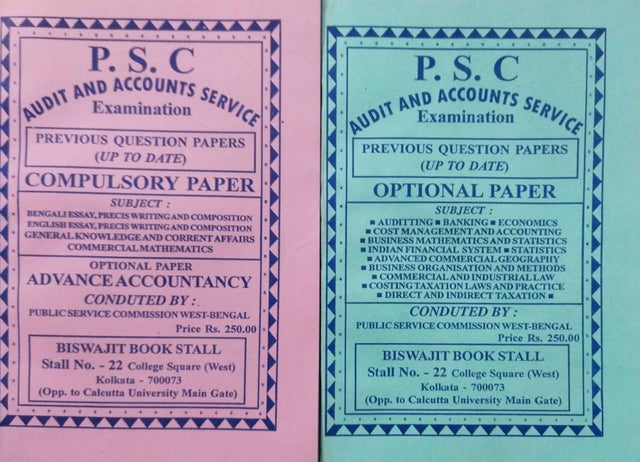 P. S. C
AUDIT AND ACCOUNTS SERVICE
Examination
PREVIOUS QUESTION PAPERS
(UP TO DATE)
COMPULSORY PAPER
SUBJECT :
BENGALI ESSAY, PRECIS WRITING AND COMPOSITION
ENGLISH ESSAY, PRECIS WRITING AND COMPOSITION
GENERAL KNOWLEDGE AND CORRENT AFFAIRS
COMMERCIAL MATHEMATICS
OPTIONAL PAPER
ADVANCE ACCOUNTANCY
CONDUTED BY :
PUBLIC SERVICE COMMISSION WEST-BENGAL
Price Rs. 250.00
BISWAJIT BOOK STALL
Stall No. - 22 College Square (West)
Kolkata - 700073
(Opp. to Calcutta University Main Gate)
P. S. C
AUDIT AND ACCOUNTS SERVICE
Examination
PREVIOUS QUESTION PAPERS
(UP TO DATE)
OPTIONAL PAPER
SUBJECT :
■ AUDITTING ■ BANKING ■ ECONOMICS
■ COST MANAGEMENT AND ACCOUNTING
■ BUSINESS MATHEMATICS AND STATISTICS
■ INDIAN FINANCIAL SYSTEM ■ STATISTICS
■ ADVANCED COMMERCIAL GEOGRAPHY
■ BUSINESS ORGANISATION AND METHODS
■ COMMERCIAL AND INDUSTRIAL LAW
■ COSTING TAXATION LAWS AND PRACTICE
■ DIRECT AND INDIRECT TAXATION ■
CONDUTED BY :
PUBLIC SERVICE COMMISSION WEST-BENGAL
Price Rs. 250.00
BISWAJIT BOOK STALL
Stall No. - 22 College Square (West)
Kolkata - 700073
(Opp. to Calcutta University Main Gate)